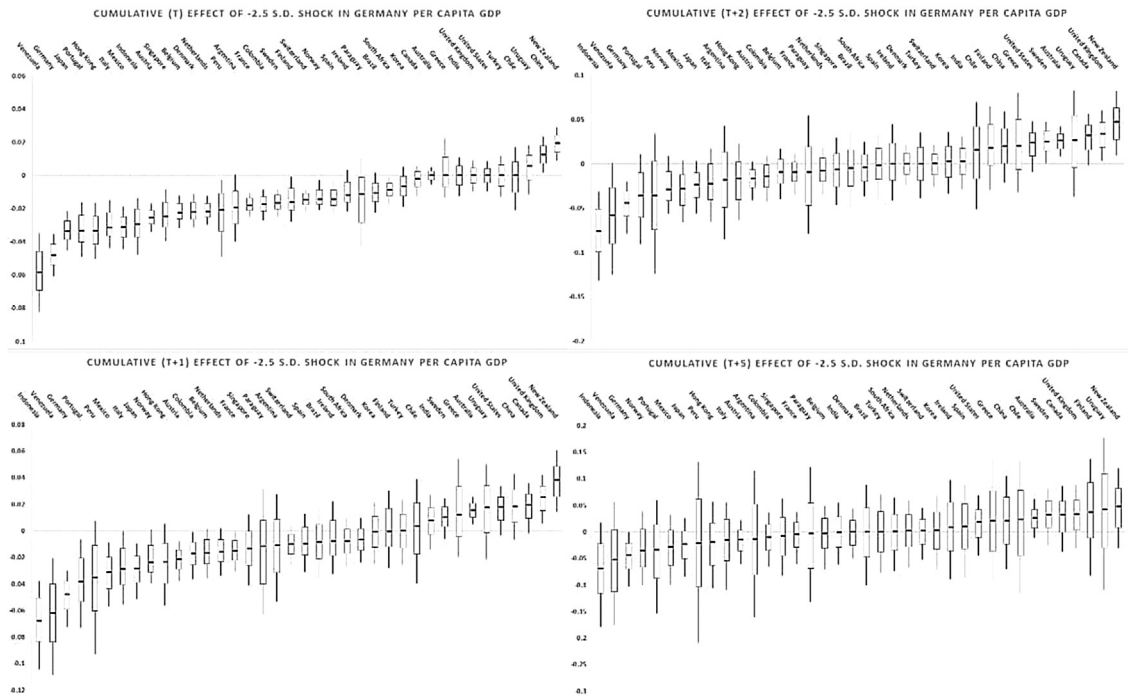 CUMULATIVE (T) EFFECT OF -2.5 S.D. SHOCK IN GERMANY PER CAPITA GDP
Venezuela
Germany
Japan
Portugal
Hong Kong
Italy
Mexico
Indonesia
Austria
Singapore
Belgium
Denmark
Netherlands
Peru
Argentina
France
Colombia
Sweden
Finland
Switzerland
Norway
Spain
Ireland
Paraguay
Brazil
South Africa
Korea
Canada
Australia
Greece
India
United Kingdom
United States
Turkey
Chile
Uruguay
China
New Zealand
0.06
0.04
0.02
0
-0.02
-0.04
-0.06
-0.08
0.1
CUMULATIVE (T+2) EFFECT OF -2.5 S.D. SHOCK IN GERMANY PER CAPITA GDP
Indonesia
Venezuela
Germany
Portugal
Peru
Norway
Mexico
Japan
Italy
Argentina
Hong Kong
Austria
Colombia
Belgium
France
Paraguay
Netherlands
Singapore
Brazil
South Africa
Spain
Ireland
Denmark
Turkey
Switzerland
Korea
India
Chile
Finland
China
Greece
United States
Sweden
Australia
Uruguay
Canada
United Kingdom
New Zealand
0.1
0.05
0
-0.05
-0.1
-0.15
-0.2
CUMULATIVE (T+1) EFFECT OF -2.5 S.D. SHOCK IN GERMANY PER CAPITA GDP
Indonesia
Venezuela
Germany
Portugal
Peru
Mexico
Italy
Japan
Norway
Hong Kong
Austria
Colombia
Belgium
Netherlands
France
Singapore
Paraguay
Argentina
Switzerland
Spain
Brazil
Ireland
South Africa
Denmark
Korea
Finland
Turkey
Chile
India
Sweden
Greece
Australia
Uruguay
United States
China
Canada
United Kingdom
New Zealand
0.08
0.06
0.04
0.02
0
0.02
0.04
0.06
0.08
-0.1
0.12
CUMULATIVE (T+5) EFFECT OF -2.5 S.D. SHOCK IN GERMANY PER CAPITA GDP
Indonesia
Venezuela
Germany
Norway
Portugal
Mexico
Japan
Peru
Hong Kong
Italy
Austria
Argentina
Colombia
Singapore
France
Paraguay
Belgium
India
Denmark
Brazil
Turkey
South Africa
Netherlands
Switzerland
Korea
Ireland
Spain
United States
Greece
China
Chile
Australia
Sweden
Canada
United Kingdom
Finland
Uruguay
New Zealand
0.2
0.15
0.1
0.05
0
-0.05
-0.1
-0.15
-0.2
0.25
-0.3